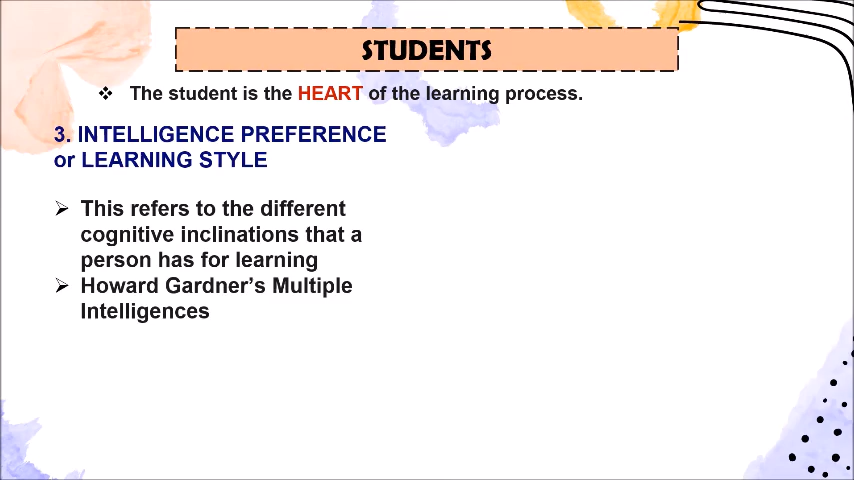 STUDENTS
❖ The student is the HEART of the learning process.
3. INTELLIGENCE PREFERENCE
or LEARNING STYLE
➢ This refers to the different
cognitive inclinations that a
person has for learning
➢ Howard Gardner’s Multiple
Intelligences